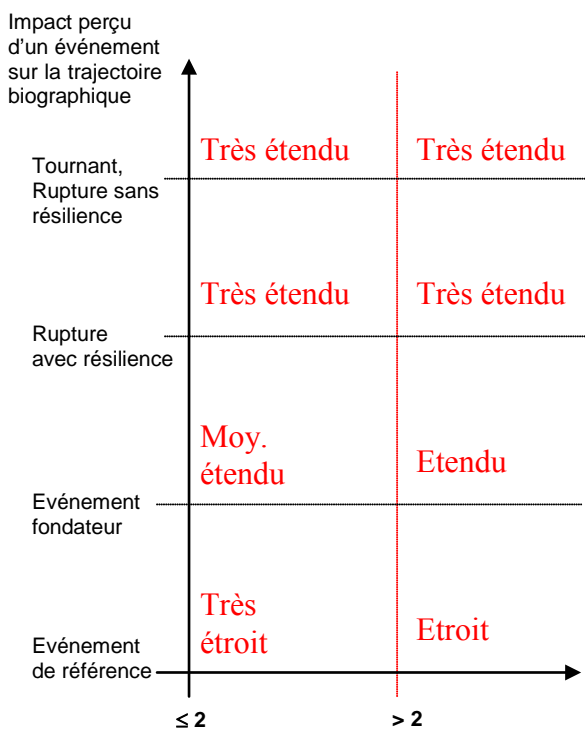 Impact perçu
d'un événement
sur la trajectoire
biographique
Très étendu
Très étendu
Tournant,
Rupture sans
résilience
Très étendu
Très étendu
Rupture
avec résilience
Moy.
étendu
Etendu
Evénement
fondateur
Très
étroit
Etroit
Evénement
de référence
≤ 2
> 2